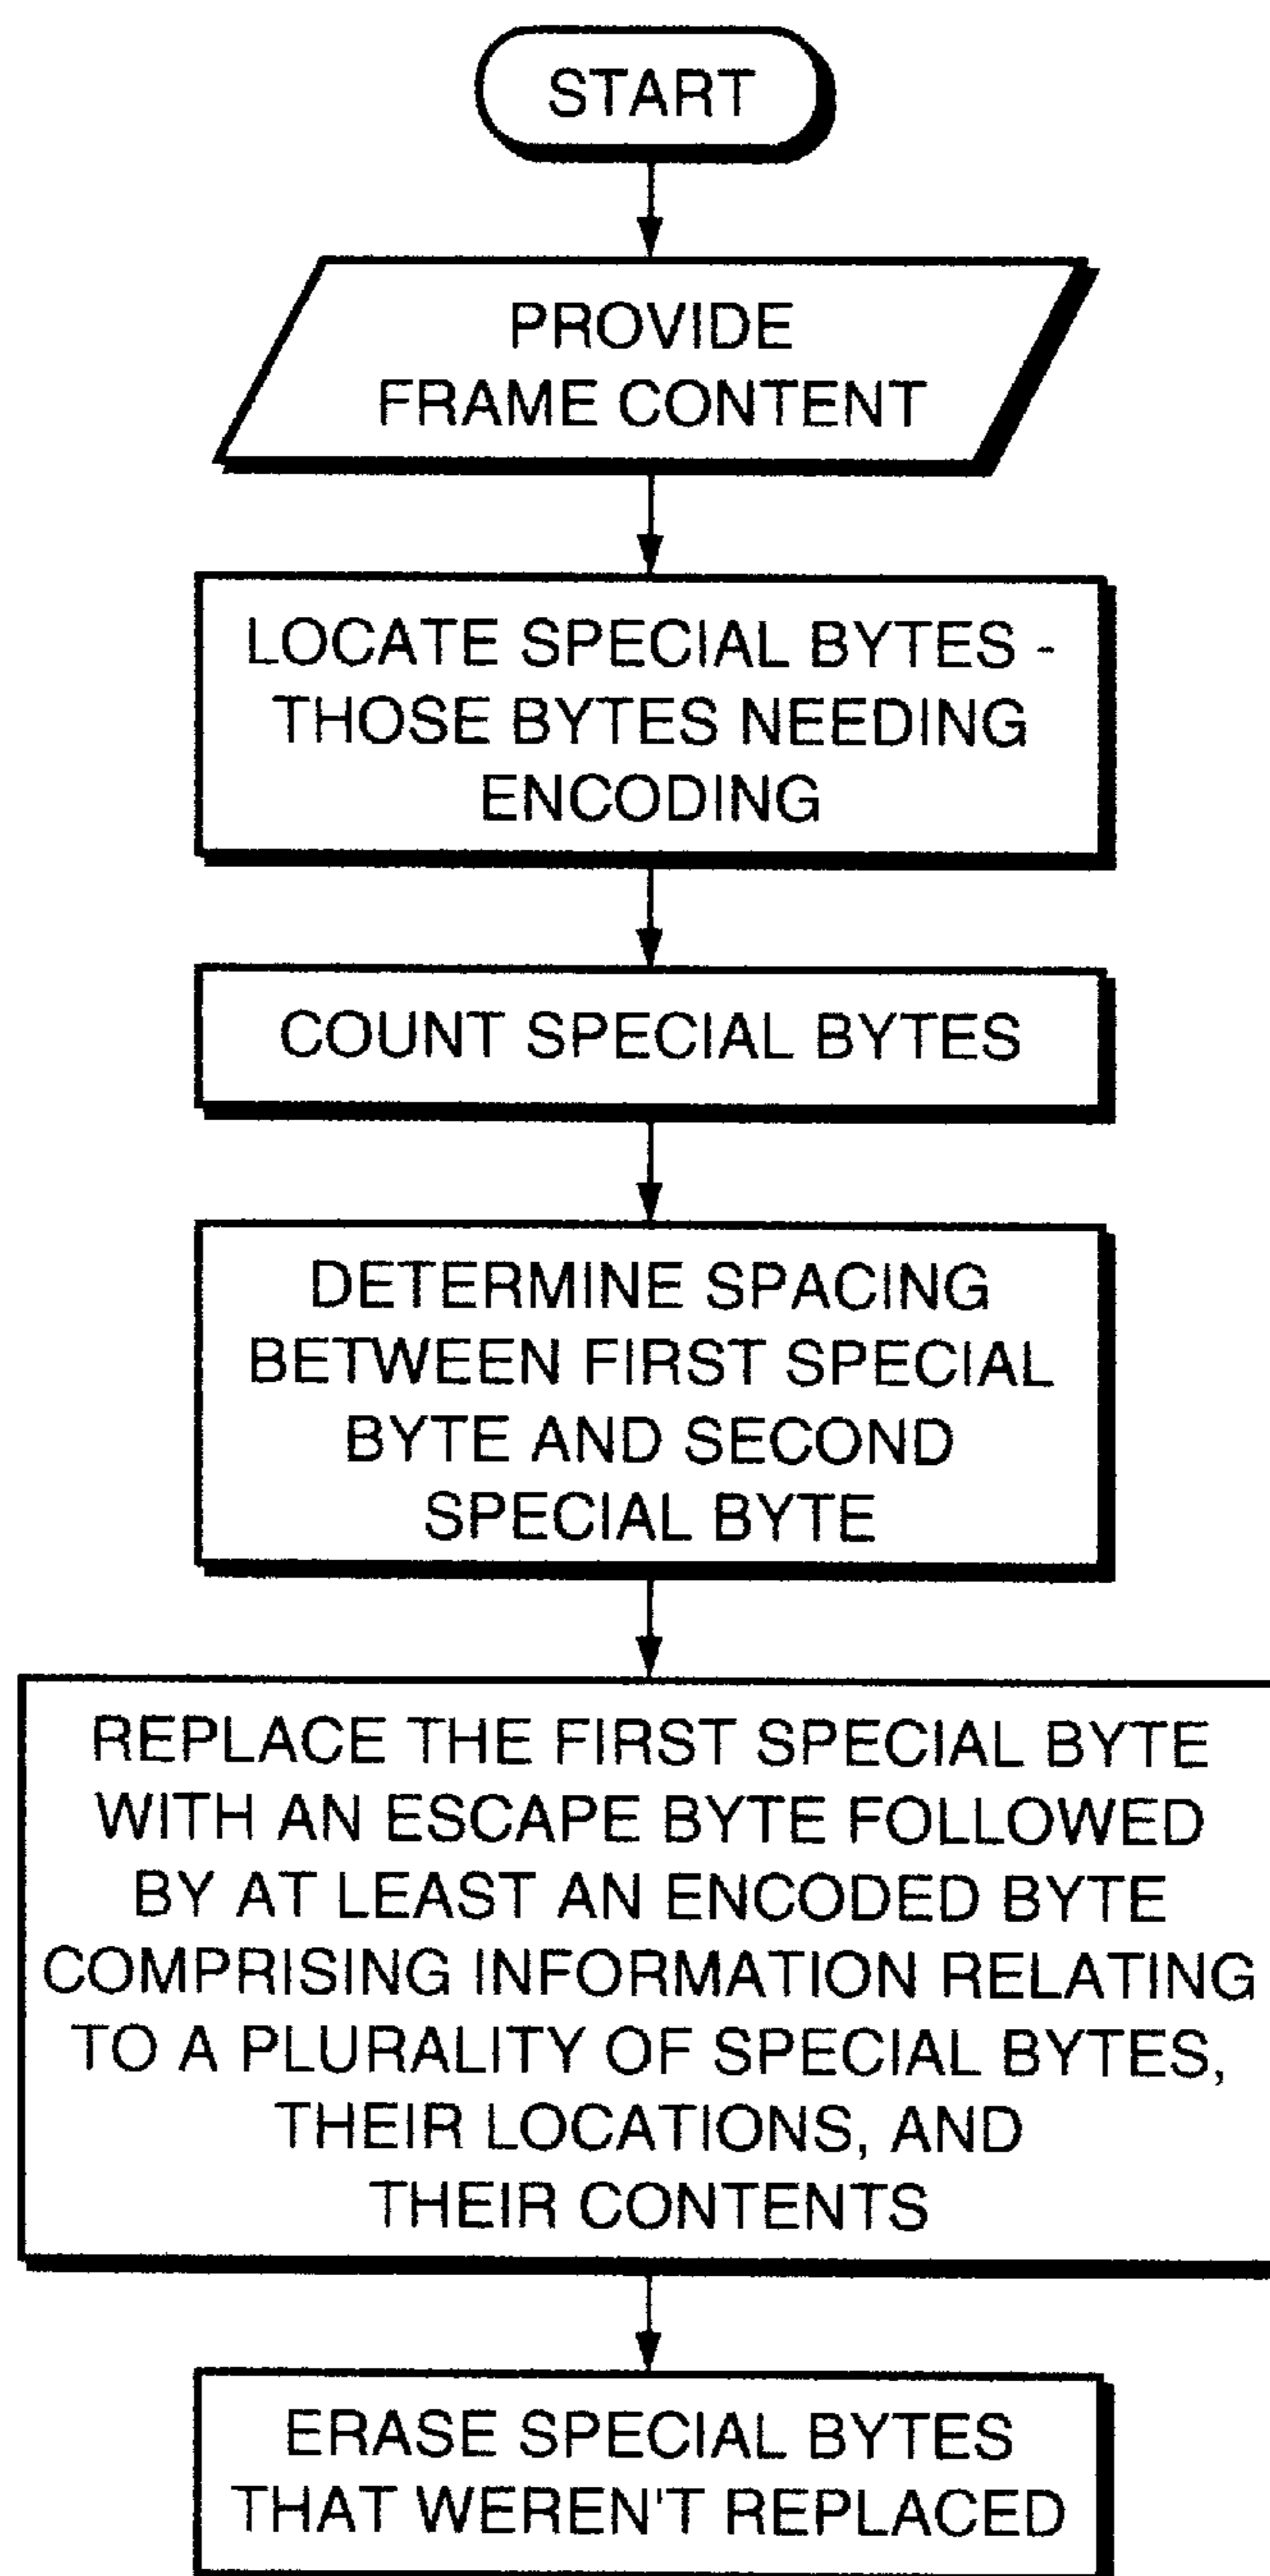 START
PROVIDE
FRAME CONTENT
LOCATE SPECIAL BYTES -
THOSE BYTES NEEDING
ENCODING
COUNT SPECIAL BYTES
DETERMINE SPACING
BETWEEN FIRST SPECIAL
BYTE AND SECOND
SPECIAL BYTE
REPLACE THE FIRST SPECIAL BYTE
WITH AN ESCAPE BYTE FOLLOWED
BY AT LEAST AN ENCODED BYTE
COMPRISING INFORMATION RELATING
TO A PLURALITY OF SPECIAL BYTES,
THEIR LOCATIONS, AND
THEIR CONTENTS
ERASE SPECIAL BYTES
THAT WEREN'T REPLACED